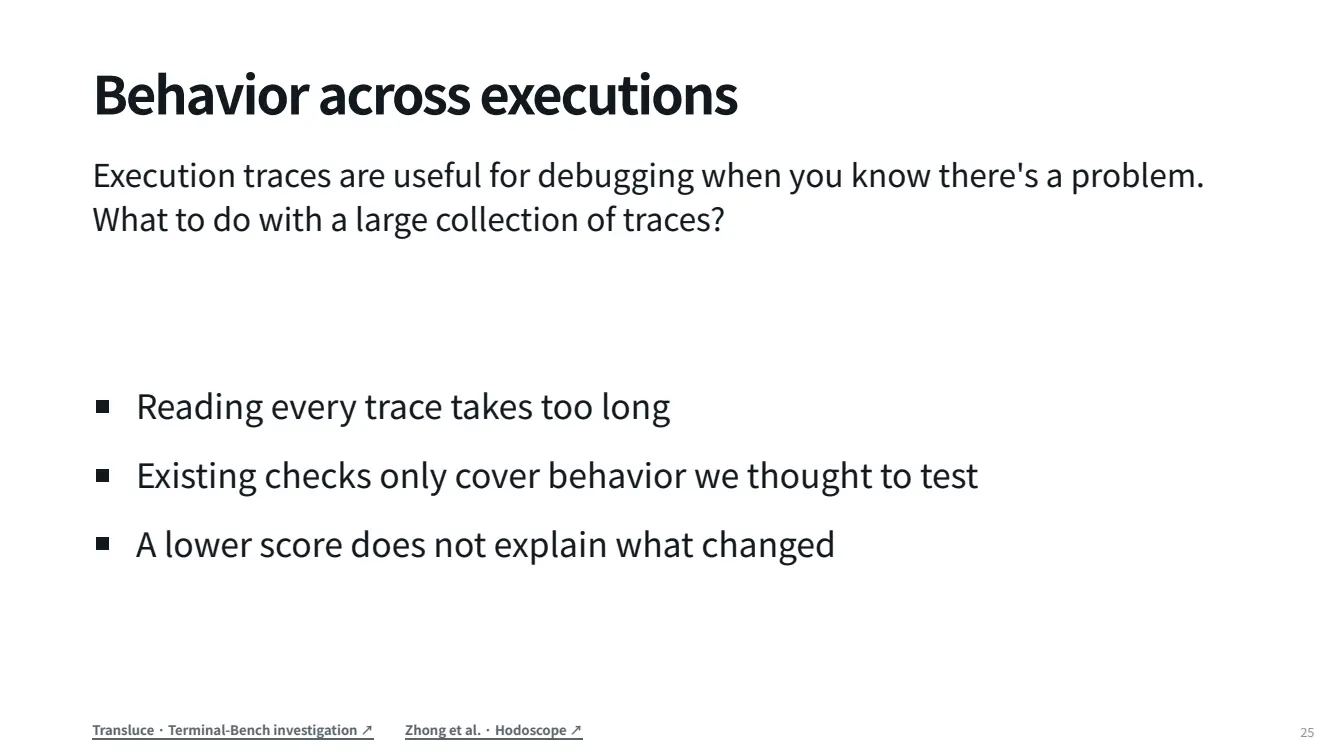 Behavior across executions
Execution traces are useful for debugging when you know there's a problem.
What to do with a large collection of traces?
▪ Reading every trace takes too long
▪ Existing checks only cover behavior we thought to test
▪ A lower score does not explain what changed
Transluce · Terminal-Bench investigation ↗ Zhong et al. · Hodoscope ↗
25